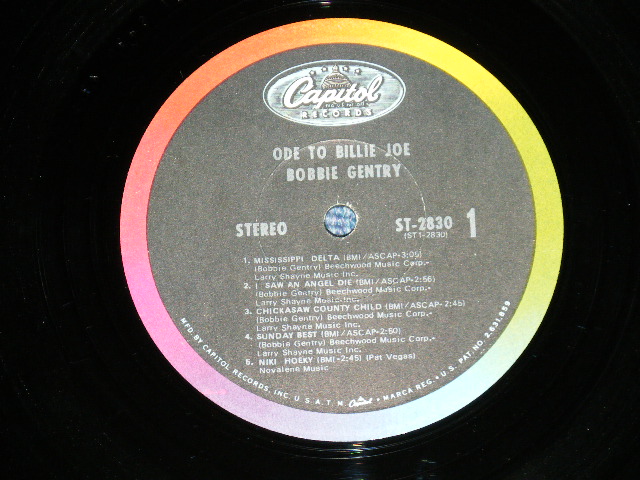 Capitol
RECORDS
ODE TO BILLIE JOE
BOBBIE GENTRY
STEREO
ST-2830 1
(ST1-2830)
1. MISSISSIPPI DELTA (BMI/ASCAP-3:05)
(Bobbie Gentry) Beechwood Music Corp.-
Larry Shayne Music Inc.
2. I SAW AN ANGEL DIE (BMI/ASCAP-2:56)
(Bobbie Gentry) Beechwood Music Corp.-
Larry Shayne Music Inc.
3. CHICKASAW COUNTY CHILD (BMI/ASCAP-2:45)
(Bobbie Gentry) Beechwood Music Corp.-
Larry Shayne Music Inc.
4. SUNDAY BEST (BMI/ASCAP-2:50)
(Bobbie Gentry) Beechwood Music Corp.-
Larry Shayne Music Inc.
5. NIKI HOEKY (BMI-2:45) (Pat Vegas)
Novalene Music
MFD. BY CAPITOL RECORDS, INC. U.S.A. T.M. Capitol MARCA REG. U.S. PAT. NO. 2,631,859